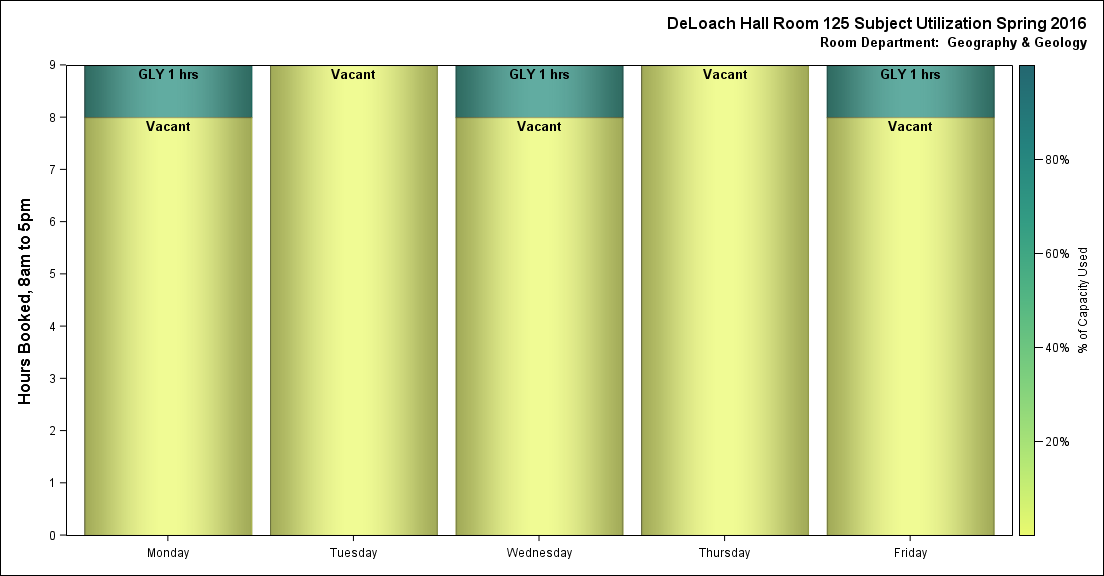 DeLoach Hall Room 125 Subject Utilization Spring 2016
Room Department: Geography & Geology
Hours Booked, 8am to 5pm
9
8
7
6
5
4
3
2
1
0
GLY 1 hrs
Vacant
Vacant
GLY 1 hrs
Vacant
Vacant
GLY 1 hrs
Vacant
Monday
Tuesday
Wednesday
Thursday
Friday
80%
60%
40%
20%
% of Capacity Used